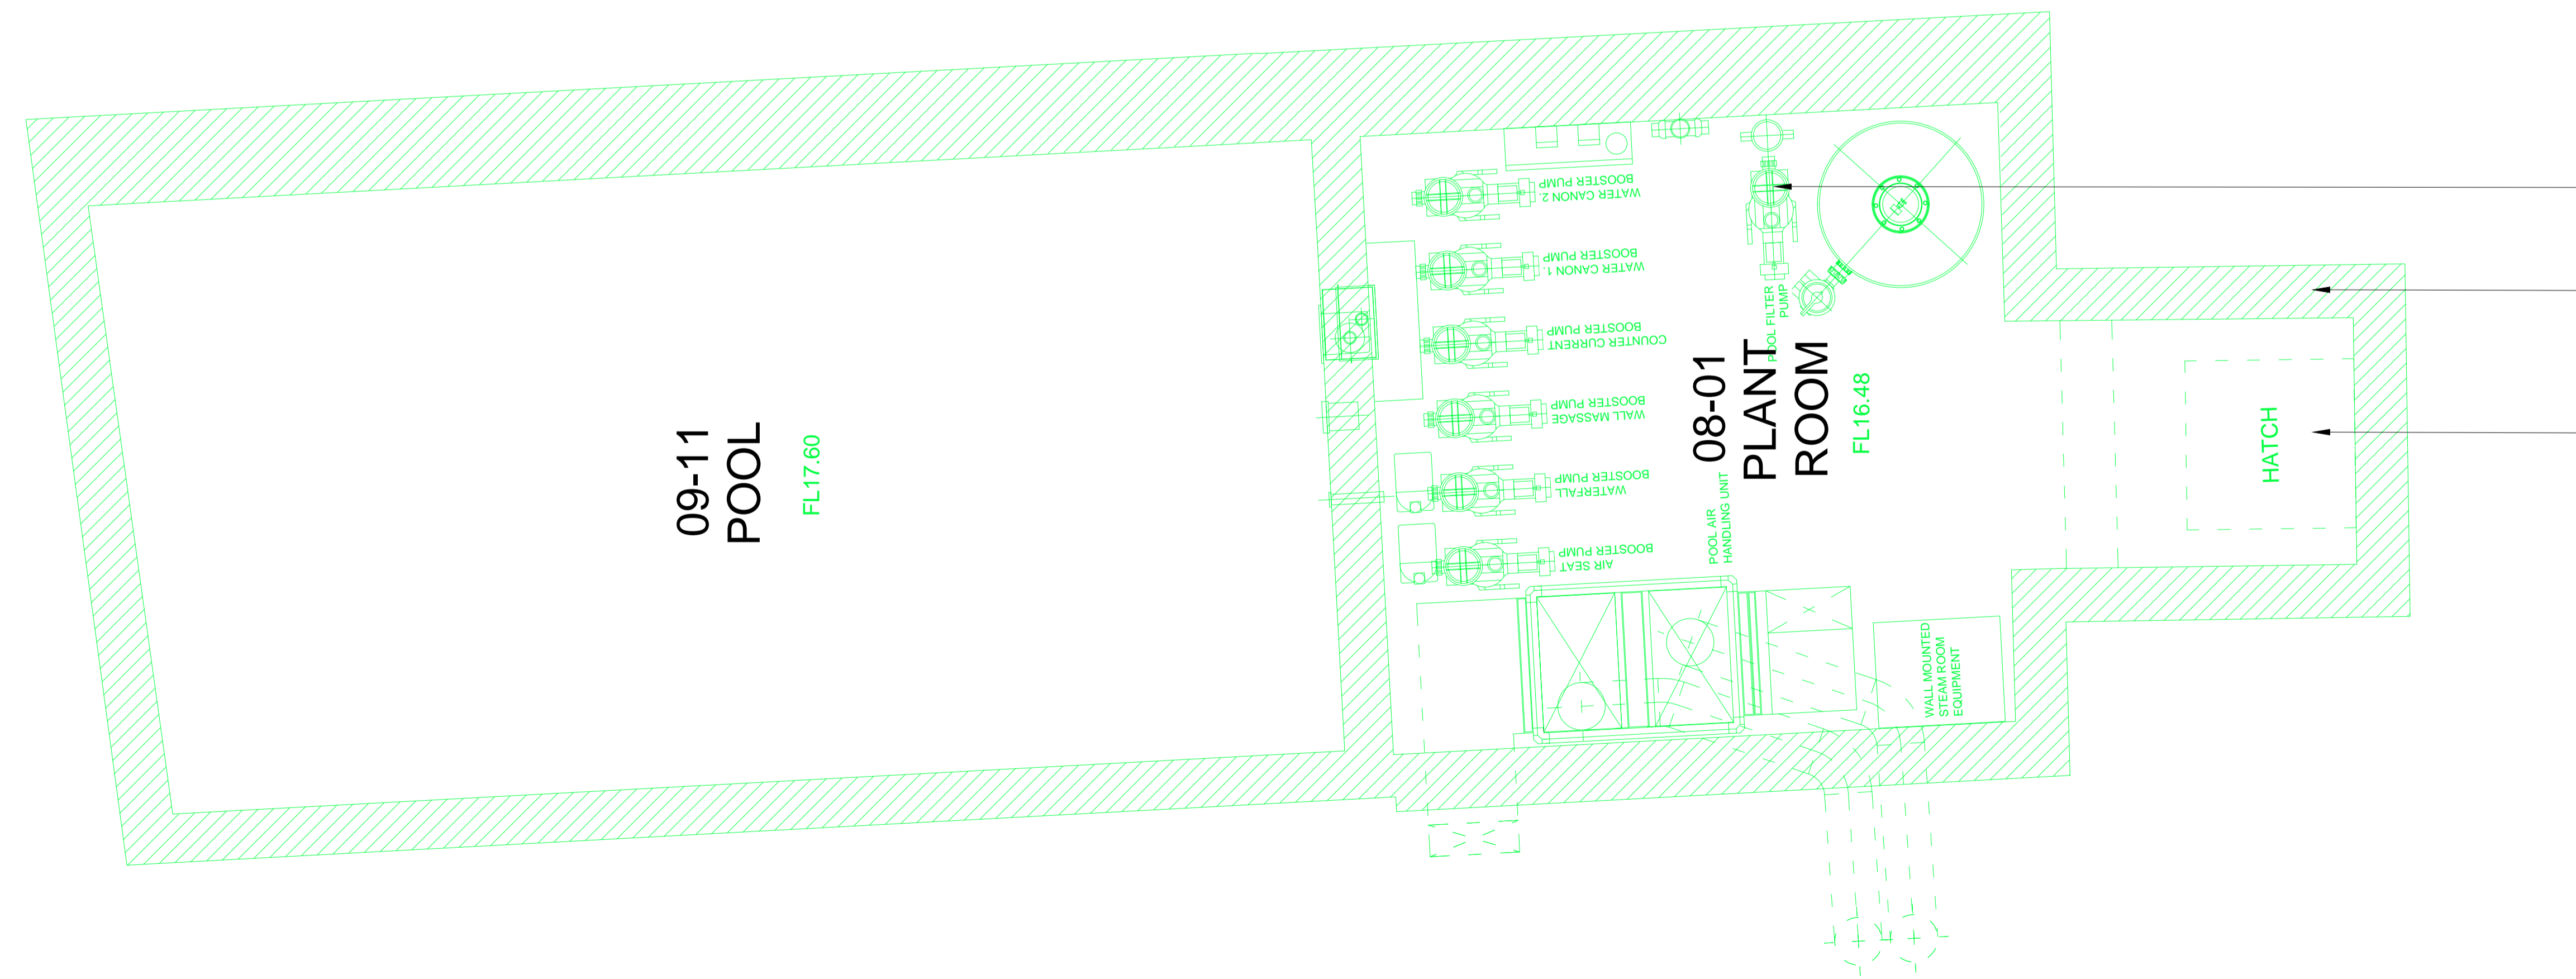 09-11
POOL
FL17.60
BOOSTER PUMP
WATER CANON 2.
BOOSTER PUMP
WATER CANON 1.
BOOSTER PUMP
COUNTER CURRENT
BOOSTER PUMP
WALL MASSAGE
BOOSTER PUMP
WATERFALL
BOOSTER PUMP
AIR SEAT
POOL FILTER
PUMP
08-01
PLANT
ROOM
FL16.48
POOL AIR
HANDLING UNIT
WALL MOUNTED
STEAM ROOM
EQUIPMENT
HATCH